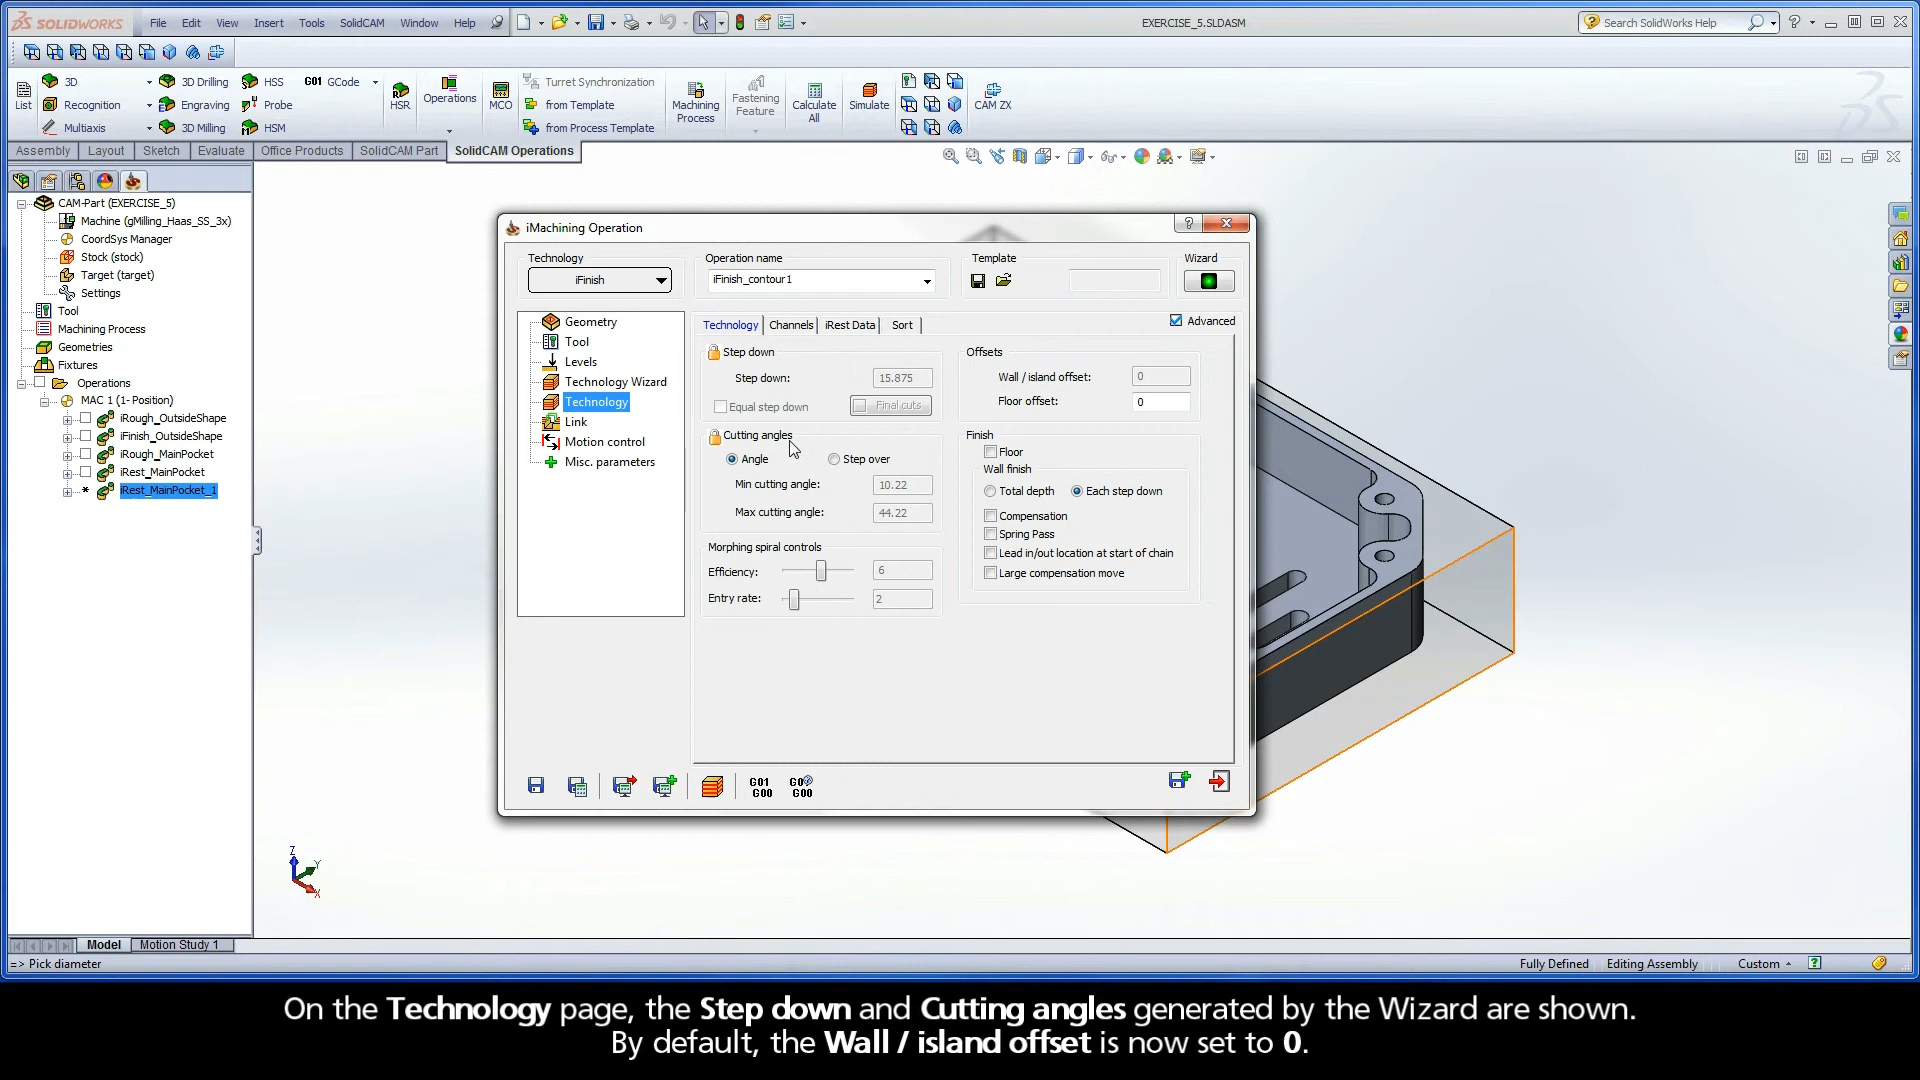 SOLIDWORKS File Edit View Insert Tools SolidCAM Window Help EXERCISE_5.SLDASM Search SolidWorks Help
List 3D Recognition Multiaxis 3D Drilling Engraving 3D Milling HSS Probe HSM G01 GCode HSR Operations MCO Turret Synchronization from Template from Process Template Machining Process Fastening Feature Calculate All Simulate CAM ZX
Assembly Layout Sketch Evaluate Office Products SolidCAM Part SolidCAM Operations
CAM-Part (EXERCISE_5)
Machine (gMilling_Haas_SS_3x)
CoordSys Manager
Stock (stock)
Target (target)
Settings
Tool
Machining Process
Geometries
Fixtures
Operations
MAC 1 (1- Position)
iRough_OutsideShape
iFinish_OutsideShape
iRough_MainPocket
iRest_MainPocket
* iRest_MainPocket_1
iMachining Operation
Technology Operation name Template Wizard
iFinish iFinish_contour1
Geometry
Tool
Levels
Technology Wizard
Technology
Link
Motion control
Misc. parameters
Technology Channels iRest Data Sort Advanced
Step down
Step down: 15.875
Equal step down Final cuts
Cutting angles
Angle Step over
Min cutting angle: 10.22
Max cutting angle: 44.22
Morphing spiral controls
Efficiency: 6
Entry rate: 2
Offsets
Wall / island offset: 0
Floor offset: 0
Finish
Floor
Wall finish
Total depth Each step down
Compensation
Spring Pass
Lead in/out location at start of chain
Large compensation move
G01 G00
G00
Z Y X
Model Motion Study 1
=> Pick diameter Fully Defined Editing Assembly Custom
On the Technology page, the Step down and Cutting angles generated by the Wizard are shown.
By default, the Wall / island offset is now set to 0.